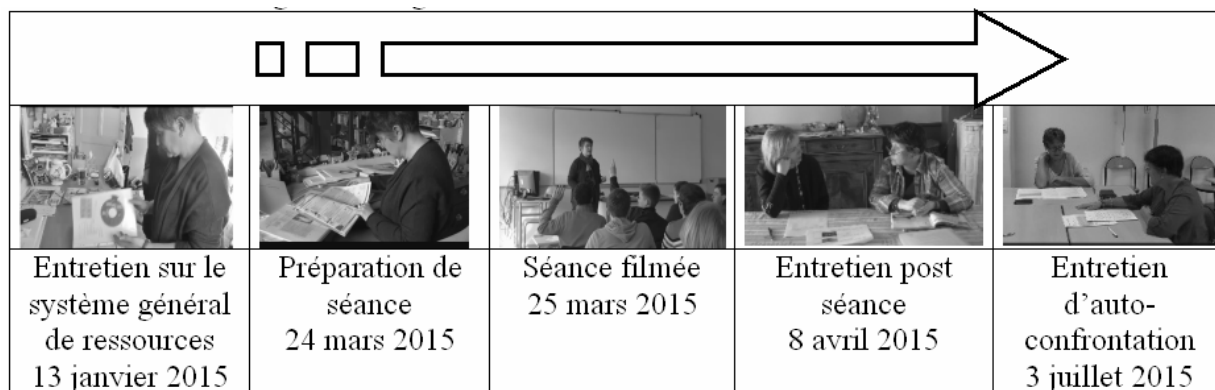 Entretien sur le
système général
de ressources
13 janvier 2015
Préparation de
séance
24 mars 2015
Séance filmée
25 mars 2015
Entretien post
séance
8 avril 2015
Entretien
d'auto-
confrontation
3 juillet 2015